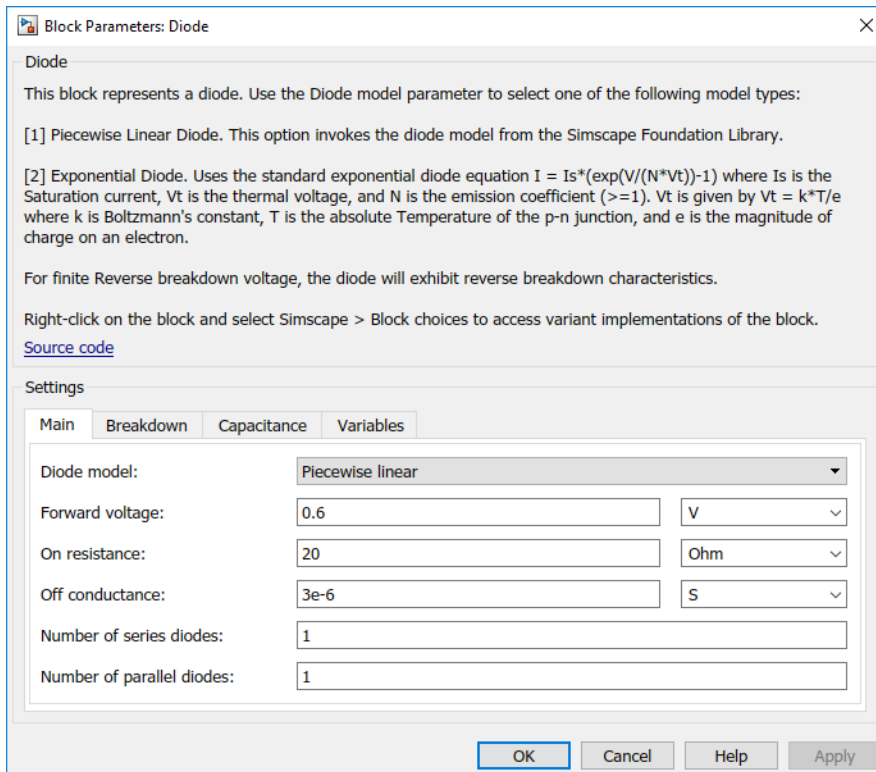 Block Parameters: Diode
Diode
This block represents a diode. Use the Diode model parameter to select one of the following model types:
[1] Piecewise Linear Diode. This option invokes the diode model from the Simscape Foundation Library.
[2] Exponential Diode. Uses the standard exponential diode equation I = Is*(exp(V/(N*Vt))-1) where Is is the
Saturation current, Vt is the thermal voltage, and N is the emission coefficient (>=1). Vt is given by Vt = k*T/e
where k is Boltzmann's constant, T is the absolute Temperature of the p-n junction, and e is the magnitude of
charge on an electron.
For finite Reverse breakdown voltage, the diode will exhibit reverse breakdown characteristics.
Right-click on the block and select Simscape > Block choices to access variant implementations of the block.
Source code
Settings
Main Breakdown Capacitance Variables
Diode model: Piecewise linear
Forward voltage: 0.6 V
On resistance: 20 Ohm
Off conductance: 3e-6 S
Number of series diodes: 1
Number of parallel diodes: 1
OK Cancel Help Apply